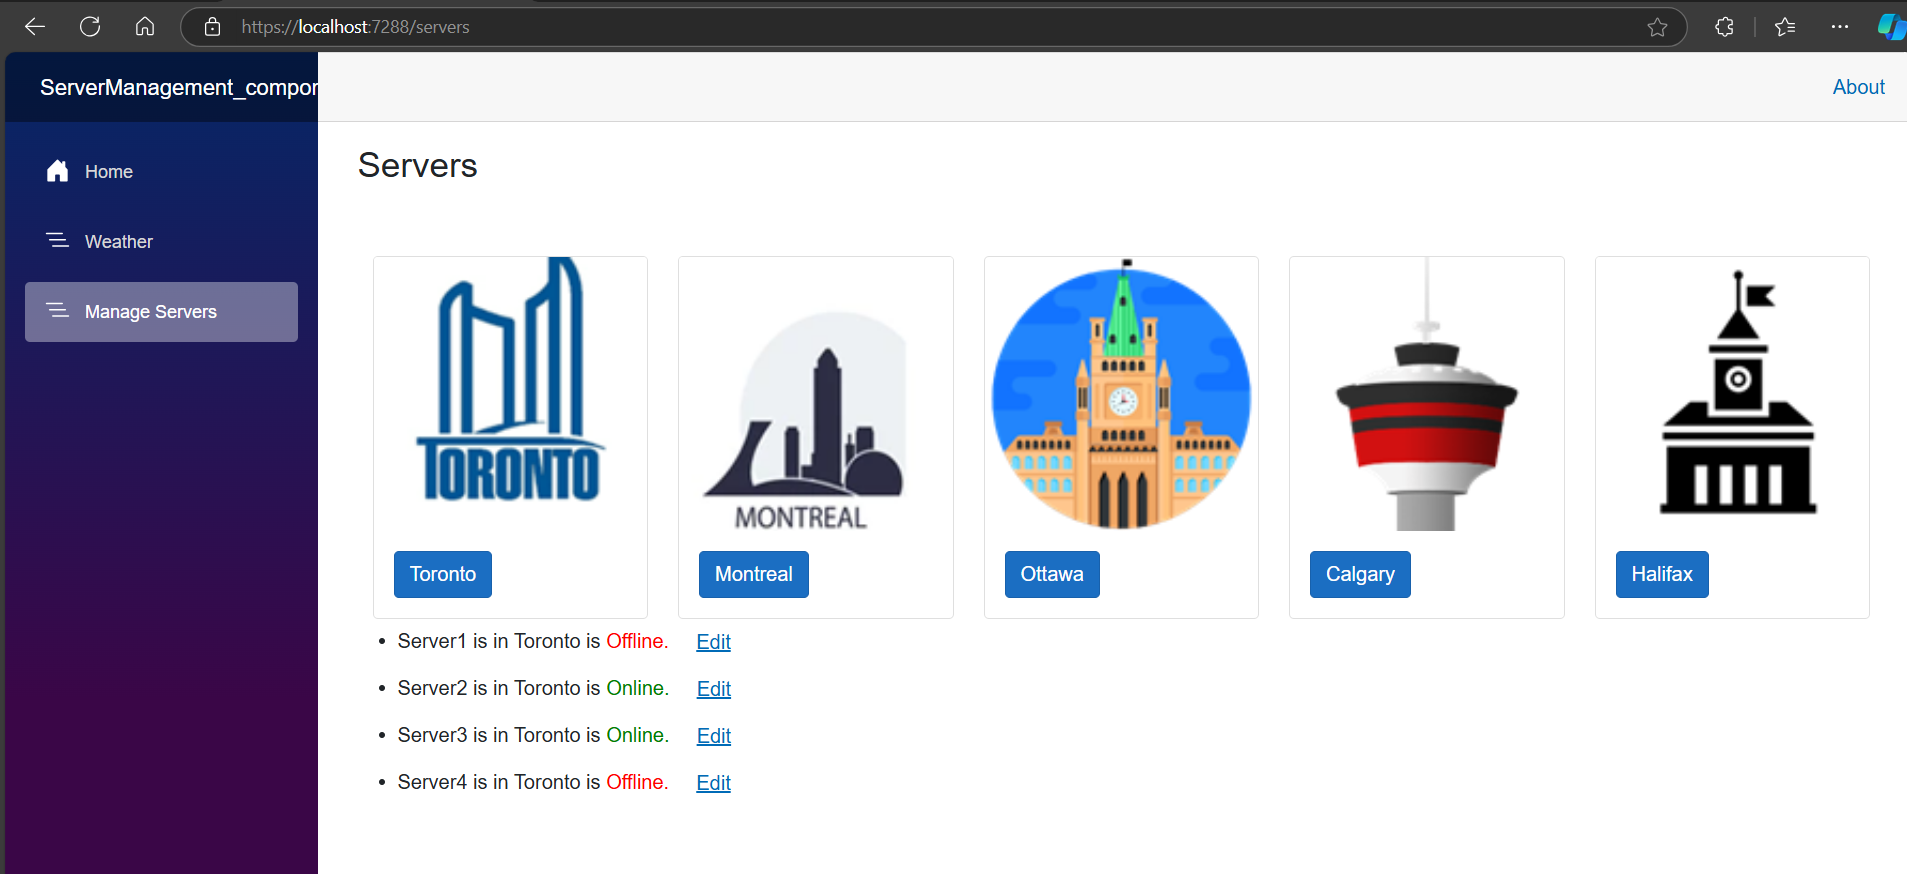 https://localhost:7288/servers
ServerManagement_compor
About
Home
Weather
Manage Servers
Servers
TORONTO
MONTREAL
Toronto
Montreal
Ottawa
Calgary
Halifax
• Server1 is in Toronto is Offline. Edit
• Server2 is in Toronto is Online. Edit
• Server3 is in Toronto is Online. Edit
• Server4 is in Toronto is Offline. Edit